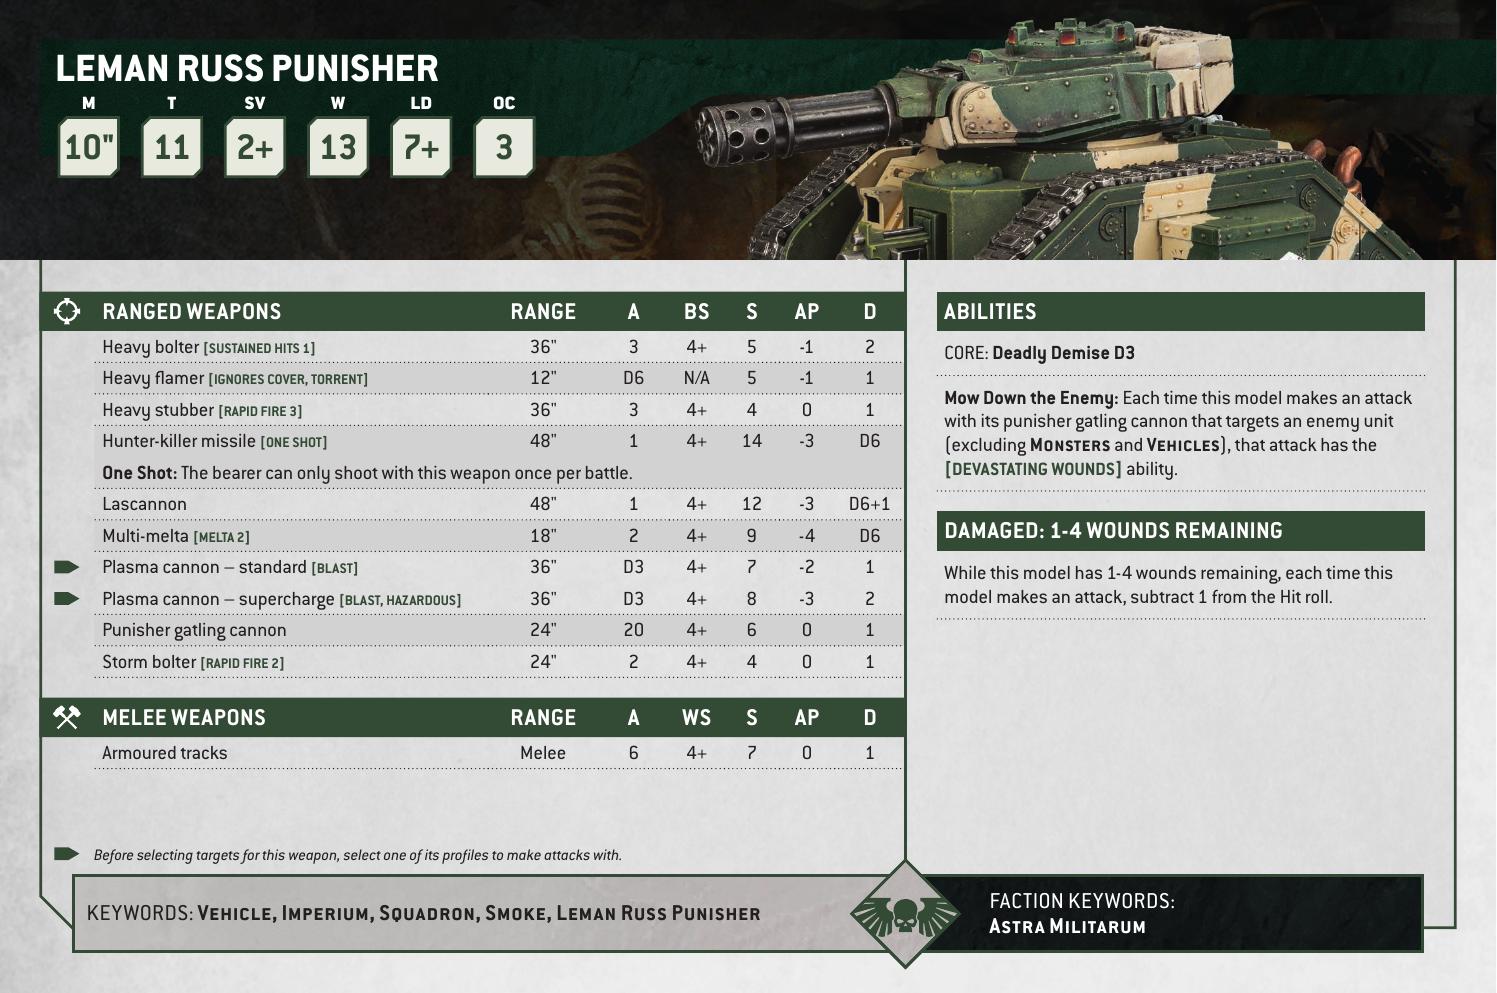 LEMAN RUSS PUNISHER
M T SV W LD OC
10" 11 2+ 13 7+ 3
RANGED WEAPONS RANGE A BS S AP D
Heavy bolter [SUSTAINED HITS 1] 36" 3 4+ 5 -1 2
Heavy flamer [IGNORES COVER, TORRENT] 12" D6 N/A 5 -1 1
Heavy stubber [RAPID FIRE 3] 36" 3 4+ 4 0 1
Hunter-killer missile [ONE SHOT] 48" 1 4+ 14 -3 D6
One Shot: The bearer can only shoot with this weapon once per battle.
Lascannon 48" 1 4+ 12 -3 D6+1
Multi-melta [MELTA 2] 18" 2 4+ 9 -4 D6
Plasma cannon – standard [BLAST] 36" D3 4+ 7 -2 1
Plasma cannon – supercharge [BLAST, HAZARDOUS] 36" D3 4+ 8 -3 2
Punisher gatling cannon 24" 20 4+ 6 0 1
Storm bolter [RAPID FIRE 2] 24" 2 4+ 4 0 1
MELEE WEAPONS RANGE A WS S AP D
Armoured tracks Melee 6 4+ 7 0 1
Before selecting targets for this weapon, select one of its profiles to make attacks with.
ABILITIES
CORE: Deadly Demise D3
Mow Down the Enemy: Each time this model makes an attack
with its punisher gatling cannon that targets an enemy unit
(excluding MONSTERS and VEHICLES), that attack has the
[DEVASTATING WOUNDS] ability.
DAMAGED: 1-4 WOUNDS REMAINING
While this model has 1-4 wounds remaining, each time this
model makes an attack, subtract 1 from the Hit roll.
KEYWORDS: VEHICLE, IMPERIUM, SQUADRON, SMOKE, LEMAN RUSS PUNISHER
FACTION KEYWORDS:
ASTRA MILITARUM